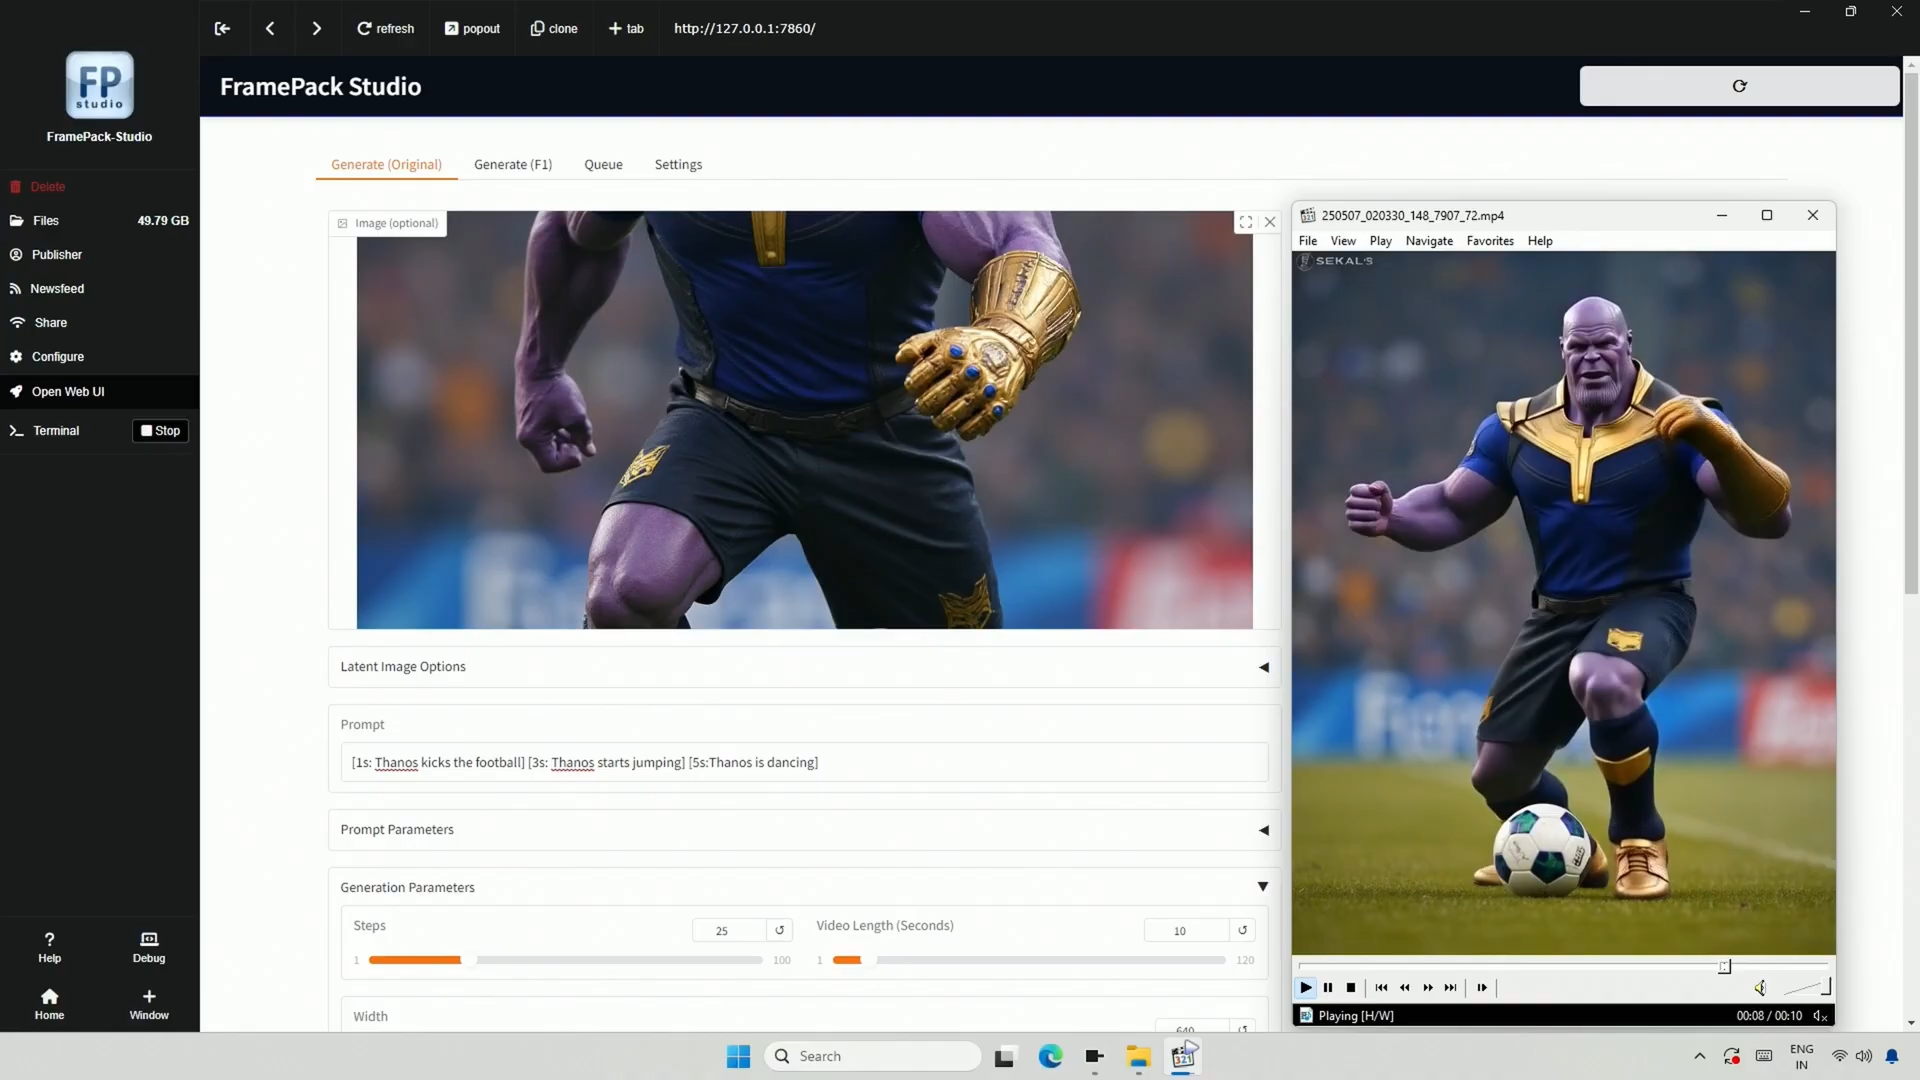 refresh
popout
clone
tab
http://127.0.0.1:7860/
FP
studio
FramePack-Studio
Delete
Files 49.79 GB
Publisher
Newsfeed
Share
Configure
Open Web UI
Terminal Stop
Help
Debug
Home
Window
FramePack Studio
Generate (Original) Generate (F1) Queue Settings
Image (optional)
Latent Image Options
Prompt
[1s: Thanos kicks the football] [3s: Thanos starts jumping] [5s:Thanos is dancing]
Prompt Parameters
Generation Parameters
Steps 25
1 100
Video Length (Seconds) 10
1 120
Width 640
250507_020330_148_7907_72.mp4
File View Play Navigate Favorites Help
SEKAL'S
Playing [H/W] 00:08 / 00:10
Search
321
ENG
IN